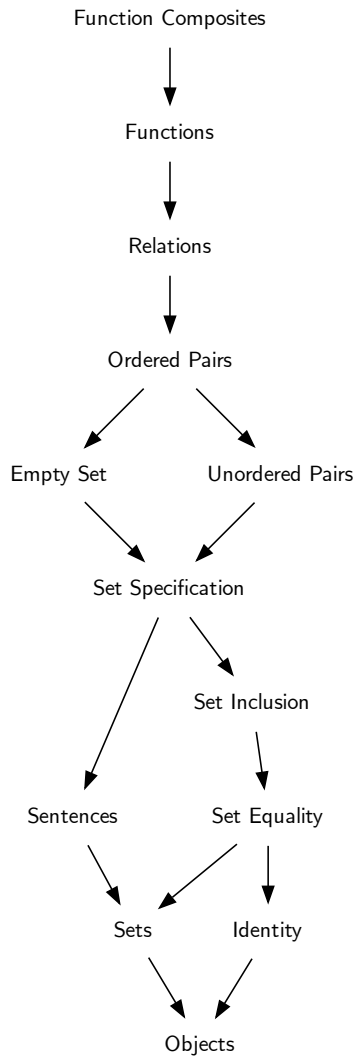 Function Composites
Functions
Relations
Ordered Pairs
Empty Set
Unordered Pairs
Set Specification
Set Inclusion
Sentences
Set Equality
Sets
Identity
Objects